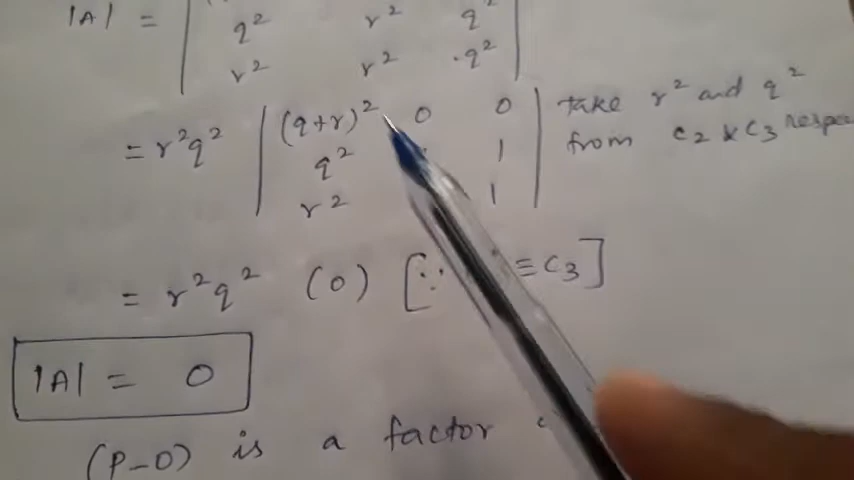 |A| =
q² r² q²
r² r² q²
= r²q² | (q+r)² 0 0 | take r² and q²
q² 1 from C₂ & C₃
r² 1
= r²q² (0) [∵ ≡ C₃]
|A| = 0
(P-0) is a factor